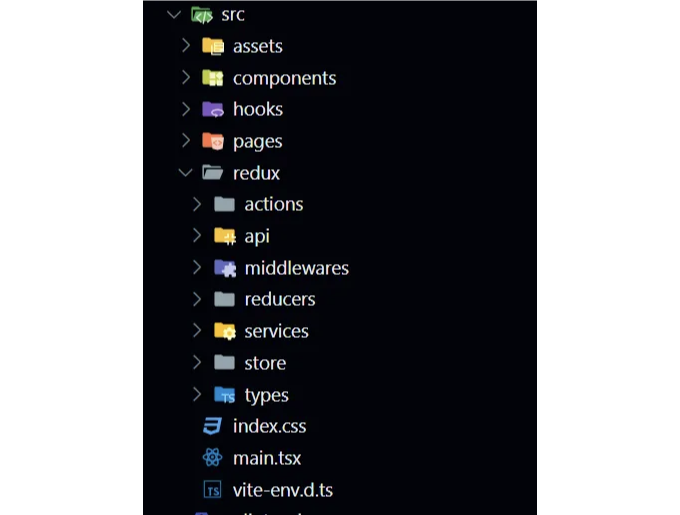 src
assets
components
hooks
pages
redux
actions
api
middlewares
reducers
services
store
types
index.css
main.tsx
TS vite-env.d.ts